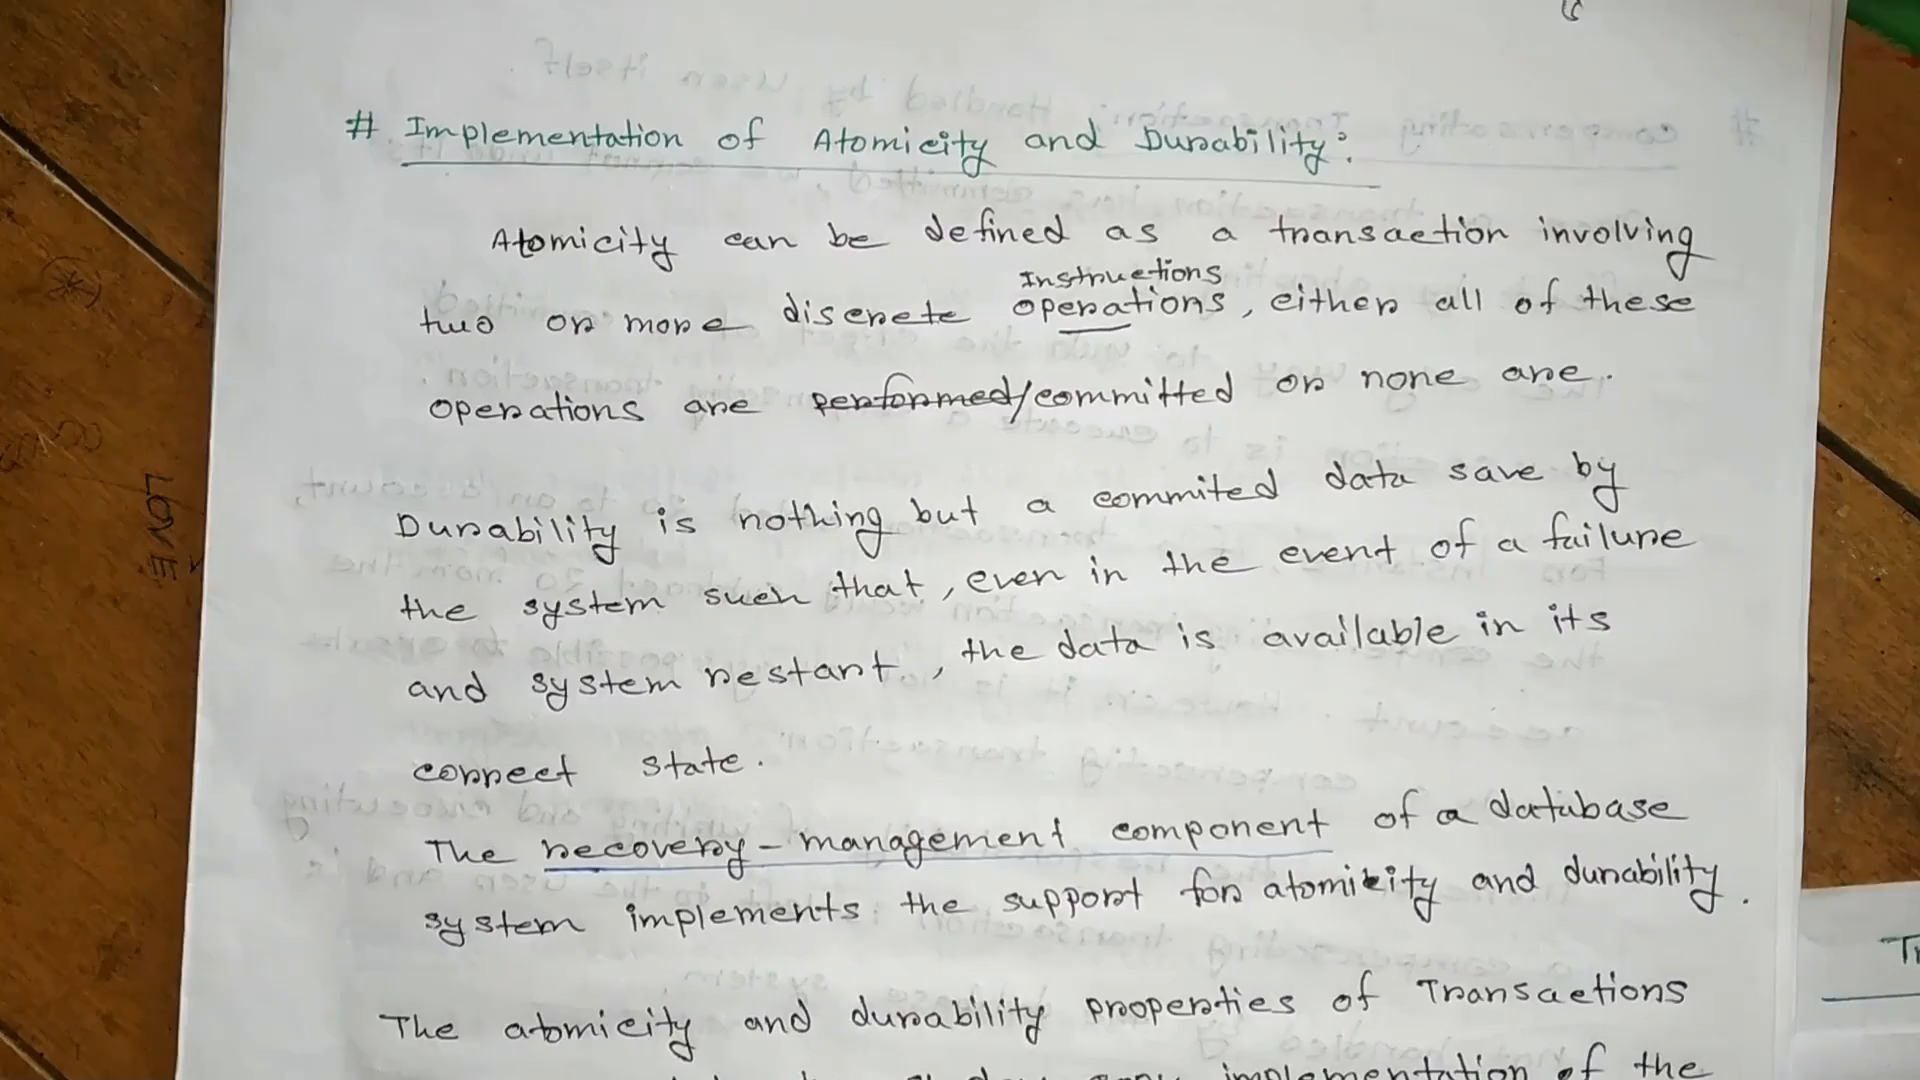 # Implementation of Atomicity and Durability:
Atomicity can be defined as a transaction involving
Instructions
two or more discrete operations, either all of these
operations are performed/committed or none are.
Durability is nothing but a commited data save by
the system such that, even in the event of a failure
and system restart, the data is available in its
correct state.
The recovery-management component of a database
system implements the support for atomicity and durability.
The atomicity and durability properties of Transactions
implementation of the
LOVE